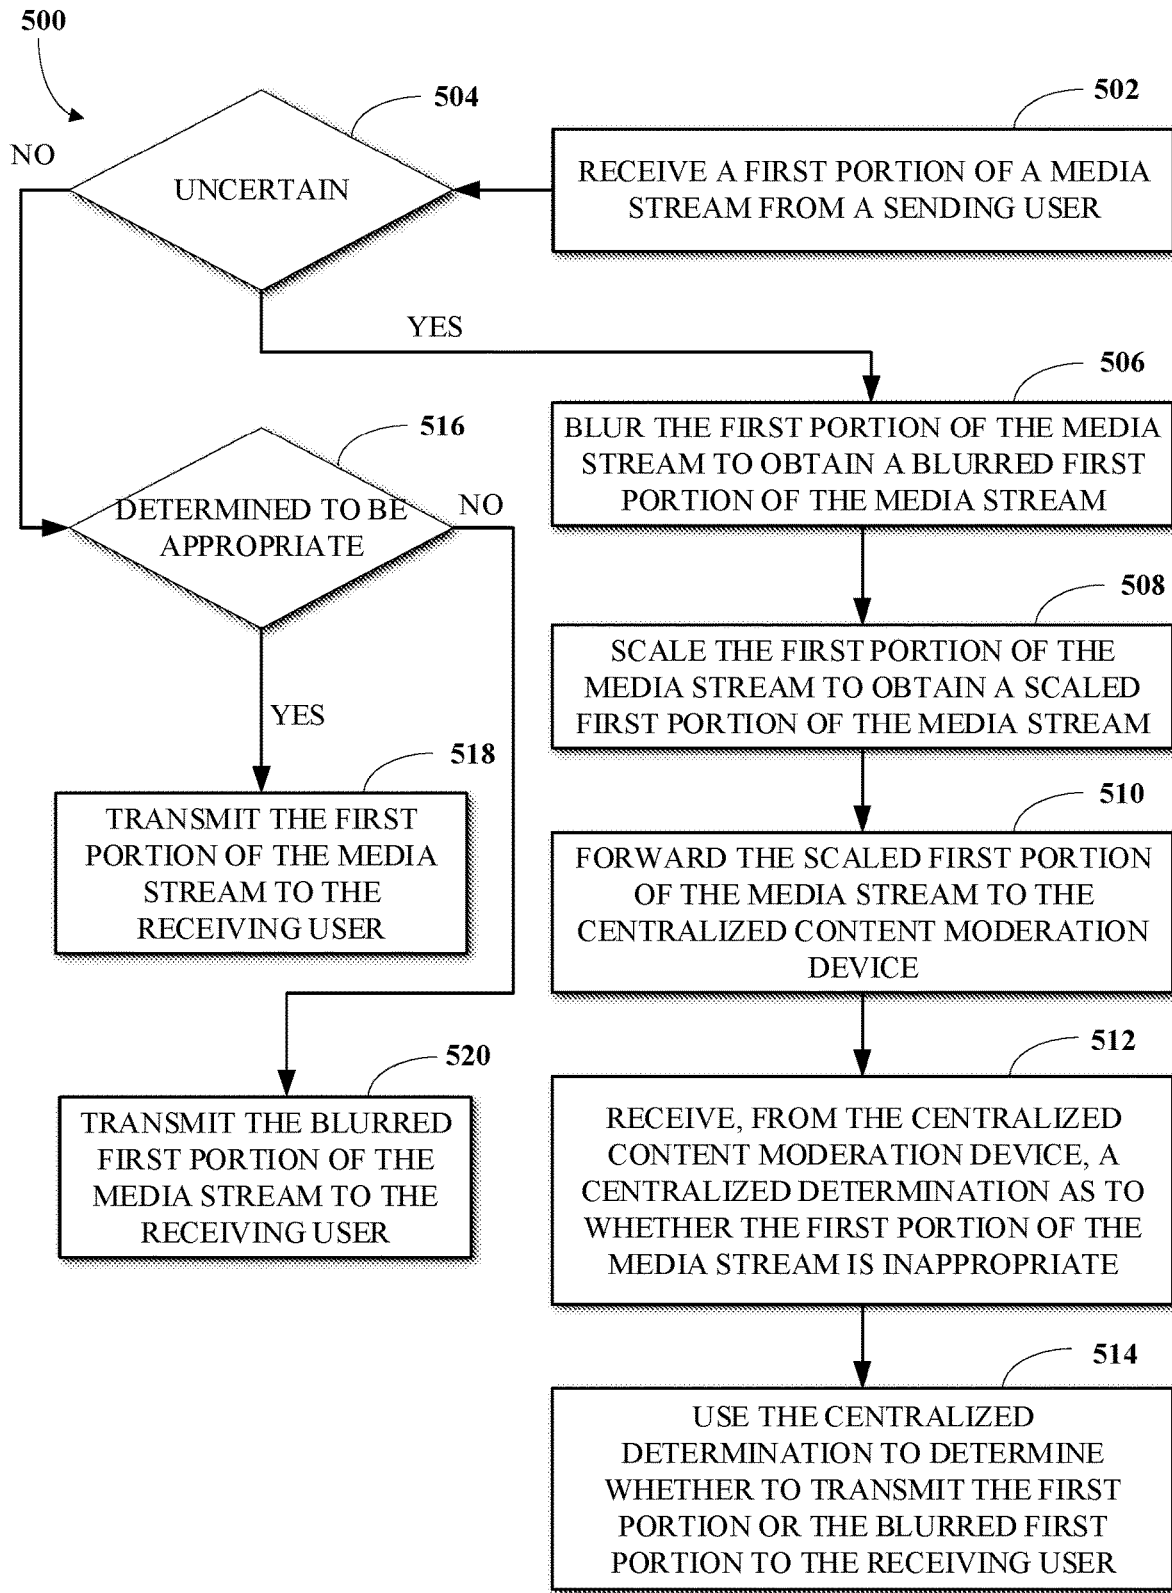 500
504
502
NO
UNCERTAIN
RECEIVE A FIRST PORTION OF A MEDIA
STREAM FROM A SENDING USER
YES
506
516
BLUR THE FIRST PORTION OF THE MEDIA
STREAM TO OBTAIN A BLURRED FIRST
PORTION OF THE MEDIA STREAM
DETERMINED TO BE
APPROPRIATE
NO
508
SCALE THE FIRST PORTION OF THE
MEDIA STREAM TO OBTAIN A SCALED
FIRST PORTION OF THE MEDIA STREAM
YES
518
TRANSMIT THE FIRST
PORTION OF THE MEDIA
STREAM TO THE
RECEIVING USER
510
FORWARD THE SCALED FIRST PORTION
OF THE MEDIA STREAM TO THE
CENTRALIZED CONTENT MODERATION
DEVICE
520
TRANSMIT THE BLURRED
FIRST PORTION OF THE
MEDIA STREAM TO THE
RECEIVING USER
512
RECEIVE, FROM THE CENTRALIZED
CONTENT MODERATION DEVICE, A
CENTRALIZED DETERMINATION AS TO
WHETHER THE FIRST PORTION OF THE
MEDIA STREAM IS INAPPROPRIATE
514
USE THE CENTRALIZED
DETERMINATION TO DETERMINE
WHETHER TO TRANSMIT THE FIRST
PORTION OR THE BLURRED FIRST
PORTION TO THE RECEIVING USER